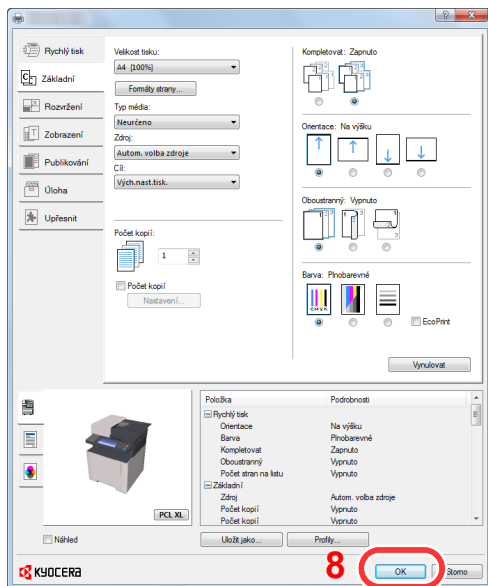 Rychlý tisk
Základní
Rozvržení
Zobrazení
Publikování
Úloha
Upřesnit
Velikost tisku:
A4 [100%]
Formáty strany...
Typ média:
Neurčeno
Zdroj:
Autom. volba zdroje
Cíl:
Vých.nast.tisk.
Počet kopií:
1
Počet kopií
Nastavení...
Kompletovat: Zapnuto
Orientace: Na výšku
Oboustranný: Vypnuto
Barva: Plnobarevné
CMYK
EcoPrint
Vynulovat
PCL XL
Náhled
Položka Podrobnosti
Rychlý tisk
Orientace Na výšku
Barva Plnobarevné
Kompletovat Zapnuto
Oboustranný Vypnuto
Počet stran na listu Vypnuto
Základní
Zdroj Autom. volba zdroje
Počet kopií Vypnuto
Počet kopií Vypnuto
Uložit jako... Profily...
KYOCERA
8
OK Storno